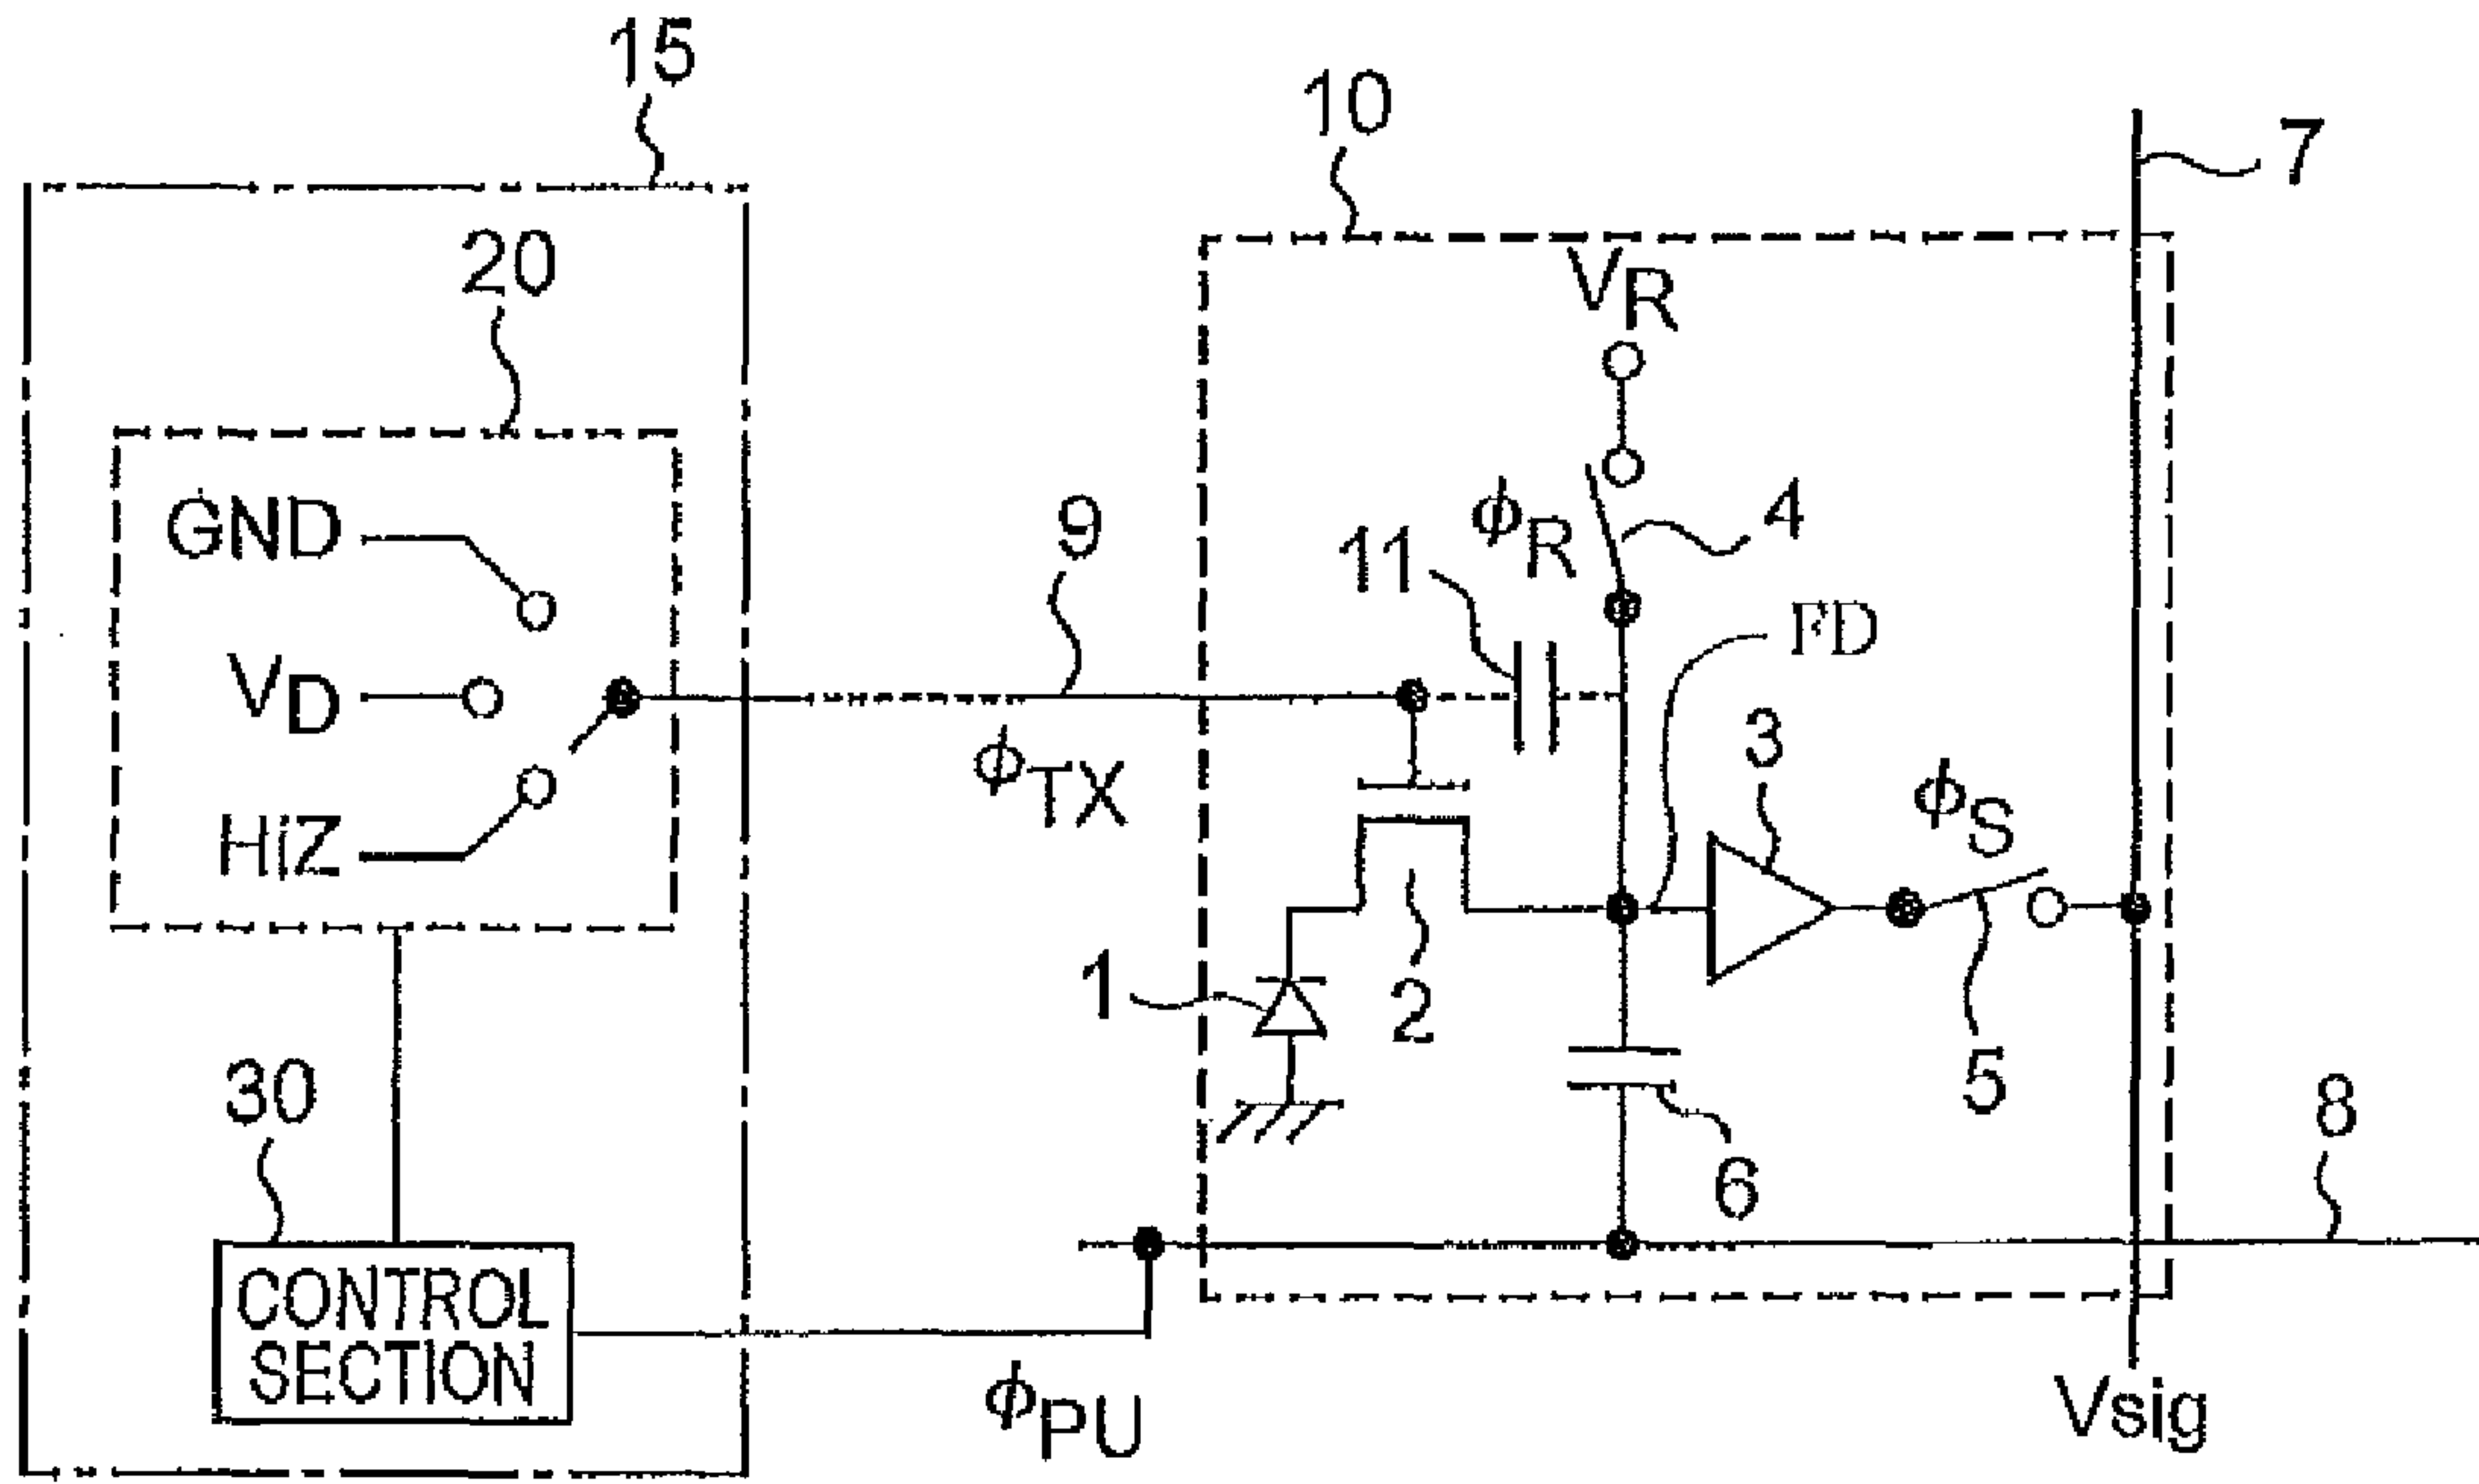 15
10
7
20
VR
GND
9
11
ϕR
4
FD
VD
ϕTX
3
ϕS
HiZ
1
2
5
30
6
8
CONTROL
SECTION
ϕPU
Vsig